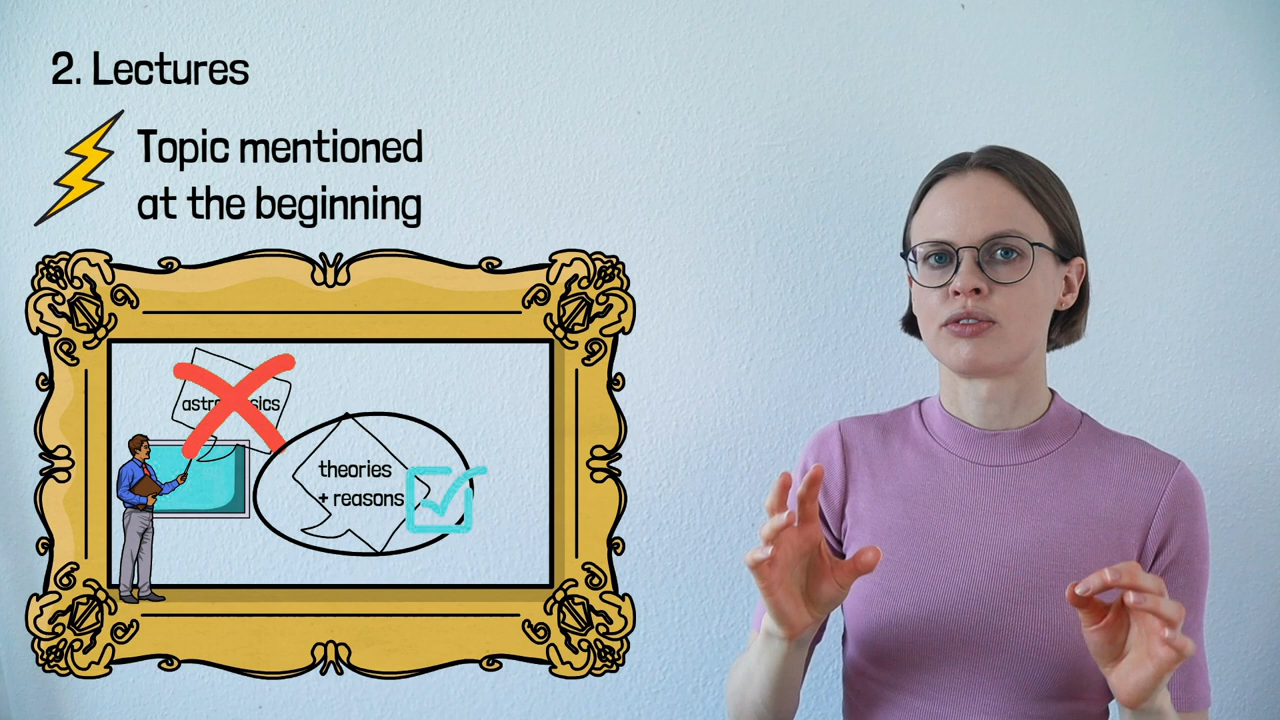 2. Lectures
Topic mentioned
at the beginning
theories
+ reasons